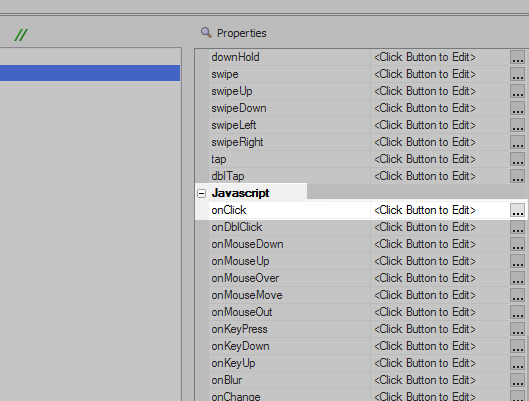 //
Properties
downHold <Click Button to Edit> ...
swipe <Click Button to Edit> ...
swipeUp <Click Button to Edit> ...
swipeDown <Click Button to Edit> ...
swipeLeft <Click Button to Edit> ...
swipeRight <Click Button to Edit> ...
tap <Click Button to Edit> ...
dblTap <Click Button to Edit> ...
Javascript
onClick <Click Button to Edit> ...
onDblClick <Click Button to Edit> ...
onMouseDown <Click Button to Edit> ...
onMouseUp <Click Button to Edit> ...
onMouseOver <Click Button to Edit> ...
onMouseMove <Click Button to Edit> ...
onMouseOut <Click Button to Edit> ...
onKeyPress <Click Button to Edit> ...
onKeyDown <Click Button to Edit> ...
onKeyUp <Click Button to Edit> ...
onBlur <Click Button to Edit> ...
onChange <Click Button to Edit> ...